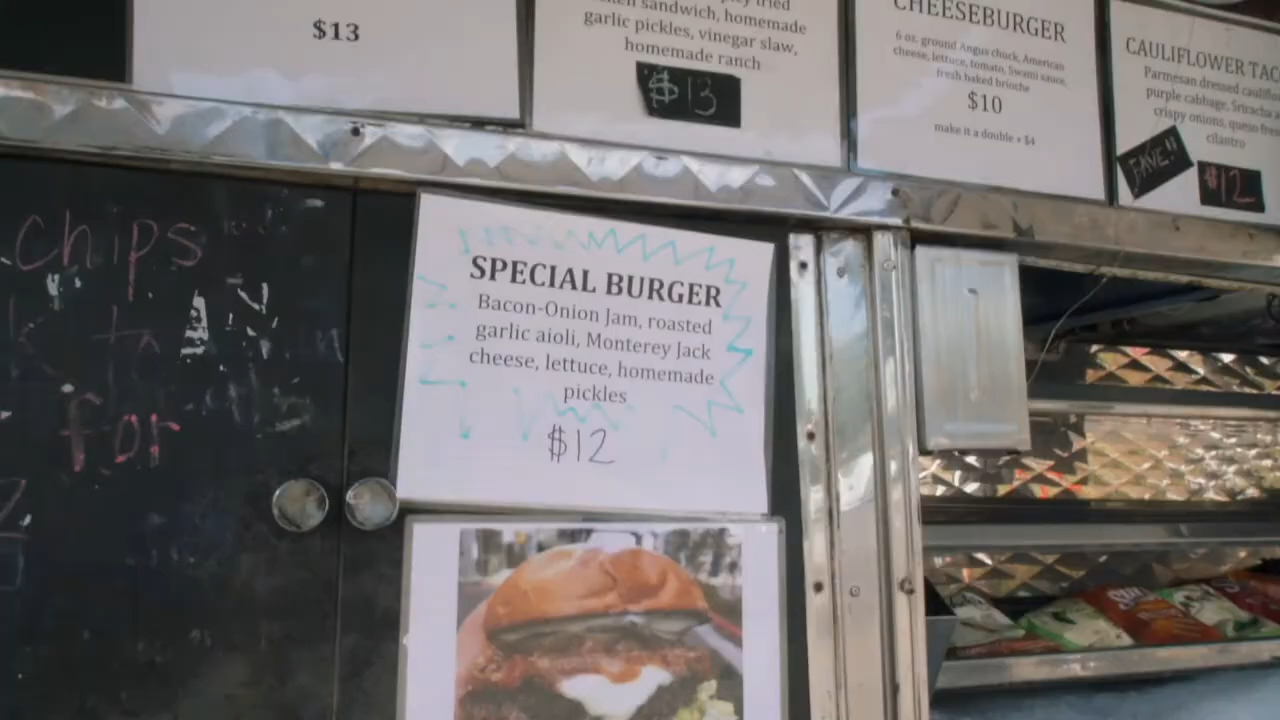 $13
sandwich, homemade
garlic pickles, vinegar slaw,
homemade ranch
$13
CHEESEBURGER
6 oz. ground Angus chuck, American
cheese, lettuce, tomato, Swami sauce,
fresh baked brioche
$10
make it a double + $4
CAULIFLOWER TAC
Parmesan dressed cauliflo
purple cabbage, Sriracha
crispy onions, queso fre
cilantro
FAVE!!
$12
chips
for
SPECIAL BURGER
Bacon-Onion Jam, roasted
garlic aioli, Monterey Jack
cheese, lettuce, homemade
pickles
$12
Sun